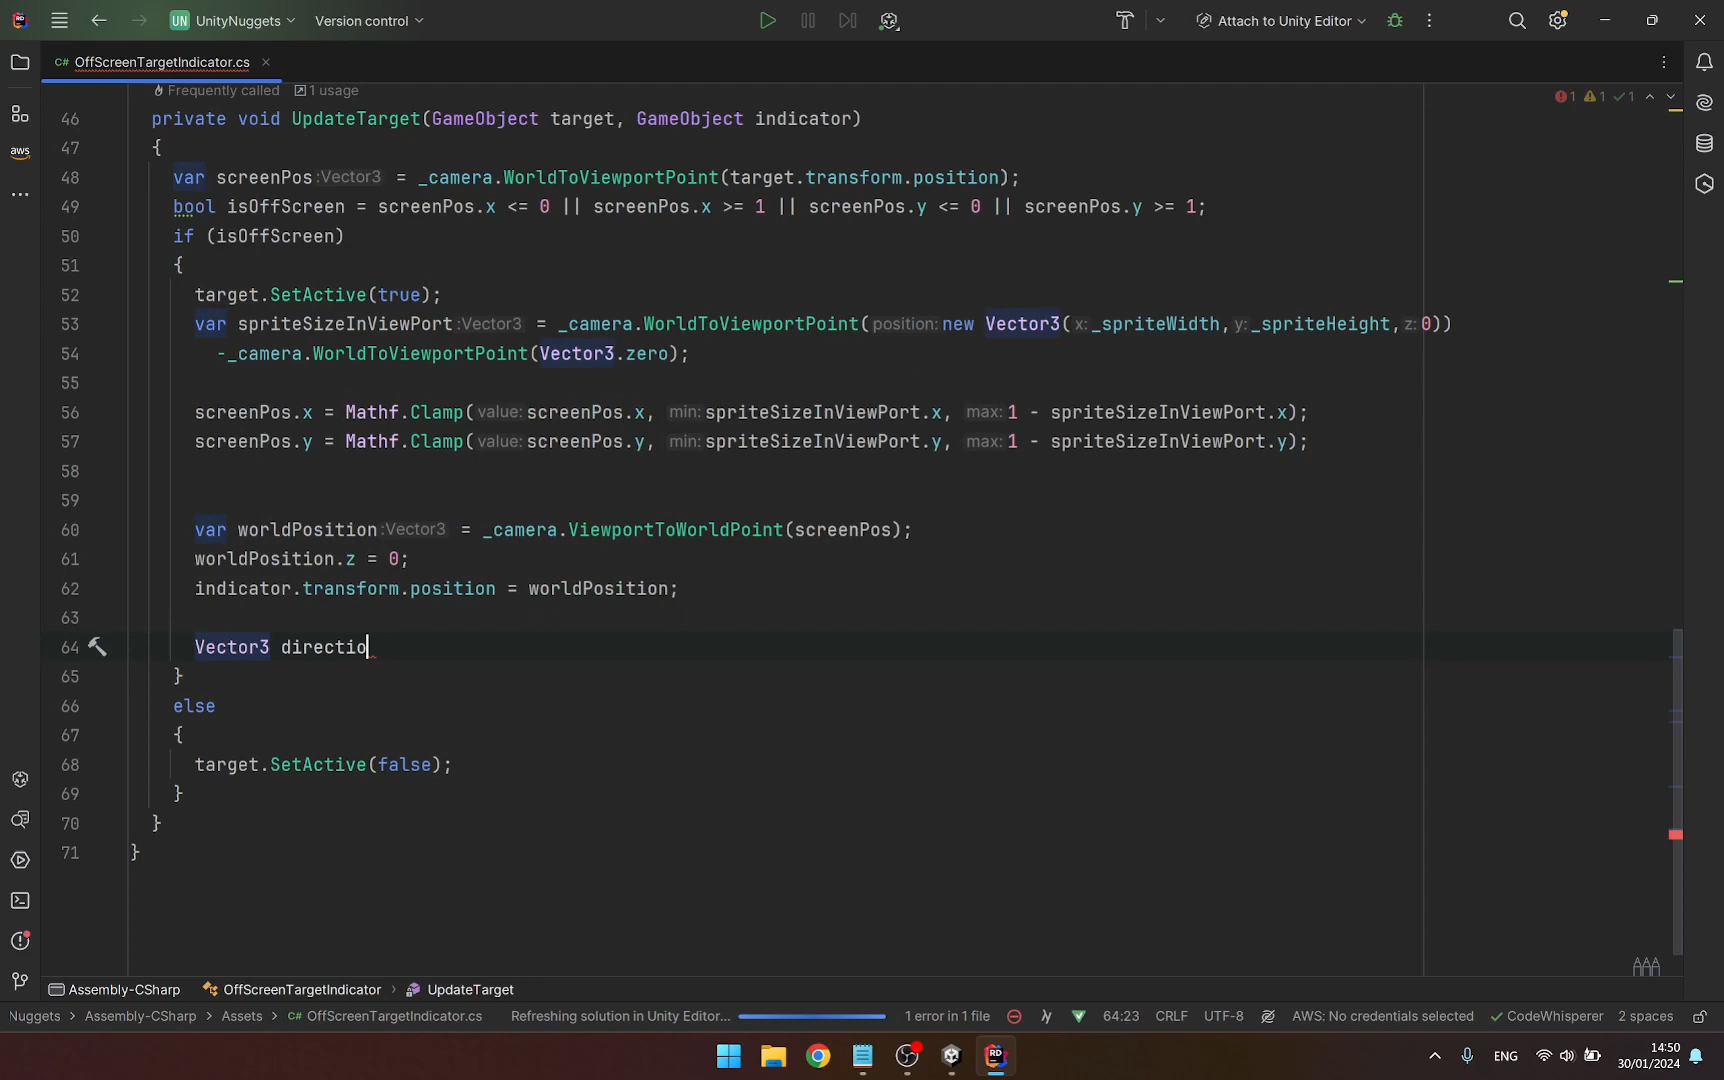 UN UnityNuggets Version control Attach to Unity Editor
C# OffScreenTargetIndicator.cs
Frequently called 1 usage
1 1 1
46 private void UpdateTarget(GameObject target, GameObject indicator)
47 {
48 var screenPos :Vector3 = _camera.WorldToViewportPoint(target.transform.position);
49 bool isOffScreen = screenPos.x <= 0 || screenPos.x >= 1 || screenPos.y <= 0 || screenPos.y >= 1;
50 if (isOffScreen)
51 {
52 target.SetActive(true);
53 var spriteSizeInViewPort :Vector3 = _camera.WorldToViewportPoint( position: new Vector3( x: _spriteWidth, y: _spriteHeight, z: 0))
54 -_camera.WorldToViewportPoint(Vector3.zero);
55
56 screenPos.x = Mathf.Clamp( value: screenPos.x, min: spriteSizeInViewPort.x, max: 1 - spriteSizeInViewPort.x);
57 screenPos.y = Mathf.Clamp( value: screenPos.y, min: spriteSizeInViewPort.y, max: 1 - spriteSizeInViewPort.y);
58
59
60 var worldPosition :Vector3 = _camera.ViewportToWorldPoint(screenPos);
61 worldPosition.z = 0;
62 indicator.transform.position = worldPosition;
63
64 Vector3 directio
65 }
66 else
67 {
68 target.SetActive(false);
69 }
70 }
71 }
aws
Assembly-CSharp OffScreenTargetIndicator UpdateTarget
Nuggets > Assembly-CSharp > Assets > C# OffScreenTargetIndicator.cs Refreshing solution in Unity Editor... 1 error in 1 file 64:23 CRLF UTF-8 AWS: No credentials selected CodeWhisperer 2 spaces
RD ENG 14:50
30/01/2024